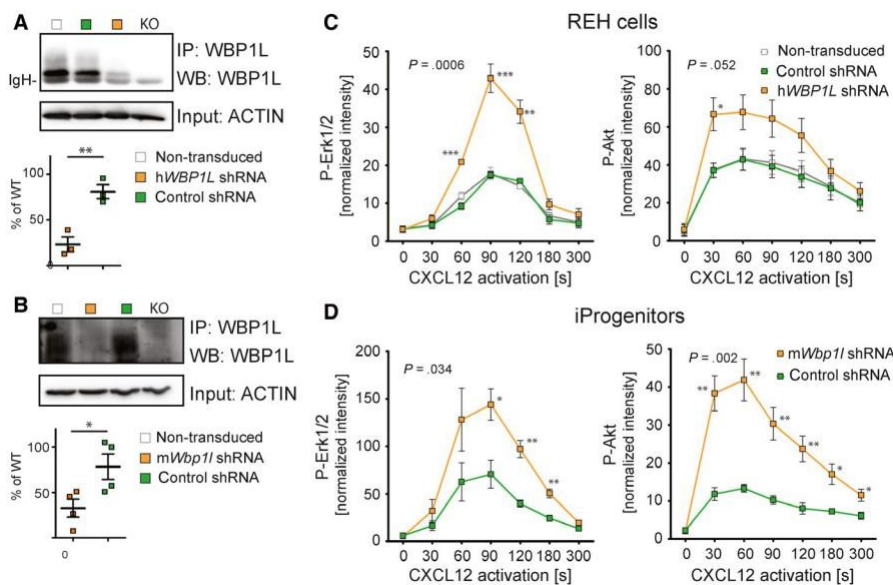 A
KO
IP: WBP1L
IgH-
WB: WBP1L
Input: ACTIN
**
% of WT
100
50
0
Non-transduced
hWBP1L shRNA
Control shRNA
B
KO
IP: WBP1L
WB: WBP1L
Input: ACTIN
*
% of WT
100
50
0
Non-transduced
mWbp1l shRNA
Control shRNA
C
REH cells
P = .0006
P-Erk1/2
[normalized intensity]
50
40
30
20
10
0
***
***
**
0 30 60 90 120 180 300
CXCL12 activation [s]
P = .052
Non-transduced
Control shRNA
hWBP1L shRNA
P-Akt
[normalized intensity]
100
80
60
40
20
0
*
0 30 60 90 120 180 300
CXCL12 activation [s]
D
iProgenitors
P = .034
P-Erk1/2
[normalized intensity]
200
150
100
50
0
*
**
**
0 30 60 90 120 180 300
CXCL12 activation [s]
P = .002
mWbp1l shRNA
Control shRNA
P-Akt
[normalized intensity]
50
40
30
20
10
0
**
**
**
**
*
*
0 30 60 90 120 180 300
CXCL12 activation [s]